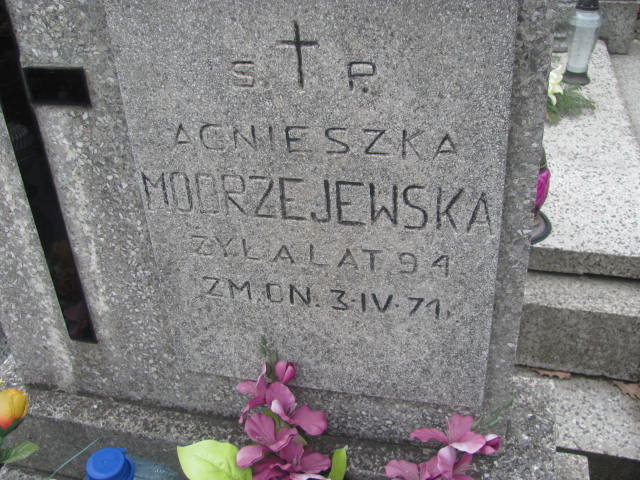 S. P.
AGNIESZKA
MODRZEJEWSKA
ŻYŁA LAT 94
ZM. DN. 3·IV·71.